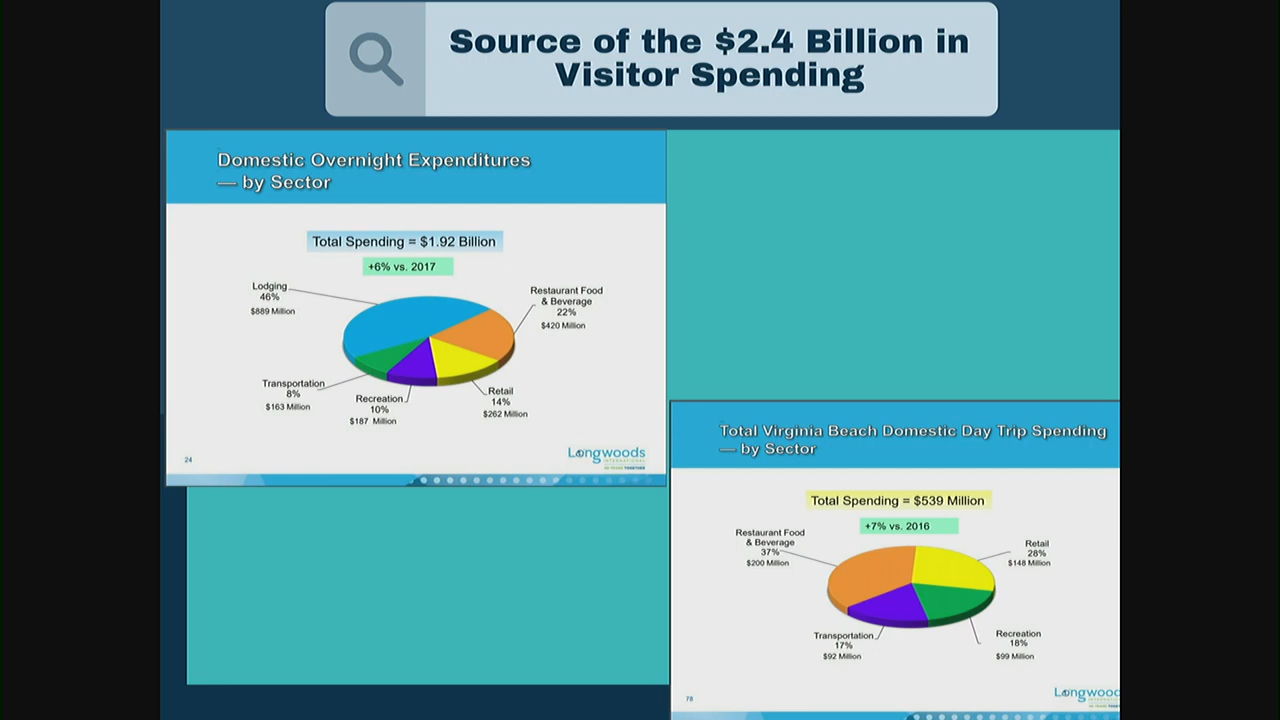 Source of the $2.4 Billion in
Visitor Spending
Domestic Overnight Expenditures
— by Sector
Total Spending = $1.92 Billion
+6% vs. 2017
Lodging
46%
$889 Million
Restaurant Food
& Beverage
22%
$420 Million
Transportation
8%
$163 Million
Recreation
10%
$187 Million
Retail
14%
$262 Million
24
Longwoods
INTERNATIONAL
Total Virginia Beach Domestic Day Trip Spending
— by Sector
Total Spending = $539 Million
+7% vs. 2016
Restaurant Food
& Beverage
37%
$200 Million
Retail
28%
$148 Million
Transportation
17%
$92 Million
Recreation
18%
$99 Million
Longwood